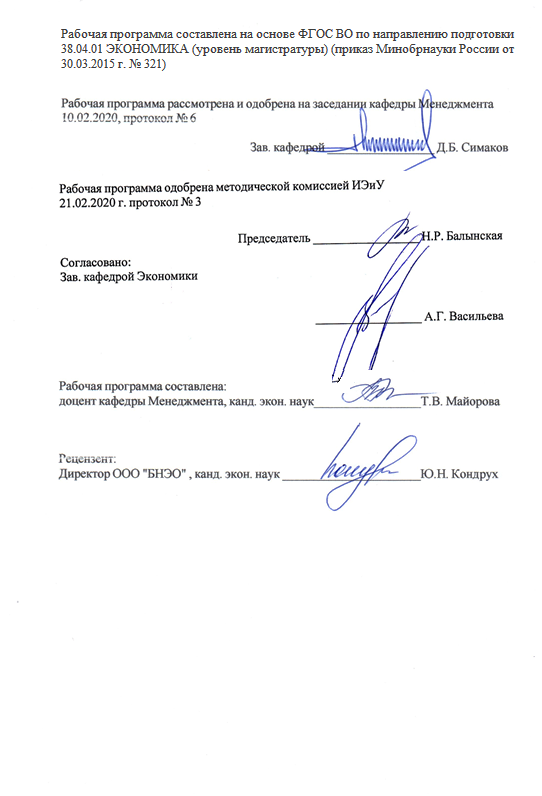 Рабочая программа составлена на основе ФГОС ВО по направлению подготовки
38.04.01 ЭКОНОМИКА (уровень магистратуры) (приказ Минобрнауки России от
30.03.2015 г. № 321)
Рабочая программа рассмотрена и одобрена на заседании кафедры Менеджмента
10.02.2020, протокол № 6
Зав. кафедрой Д.Б. Симаков
Рабочая программа одобрена методической комиссией ИЭиУ
21.02.2020 г. протокол № 3
Председатель Н.Р. Балынская
Согласовано:
Зав. кафедрой Экономики
А.Г. Васильева
Рабочая программа составлена:
доцент кафедры Менеджмента, канд. экон. наук Т.В. Майорова
Рецензент:
Директор ООО "БНЭО" , канд. экон. наук Ю.Н. Кондрух